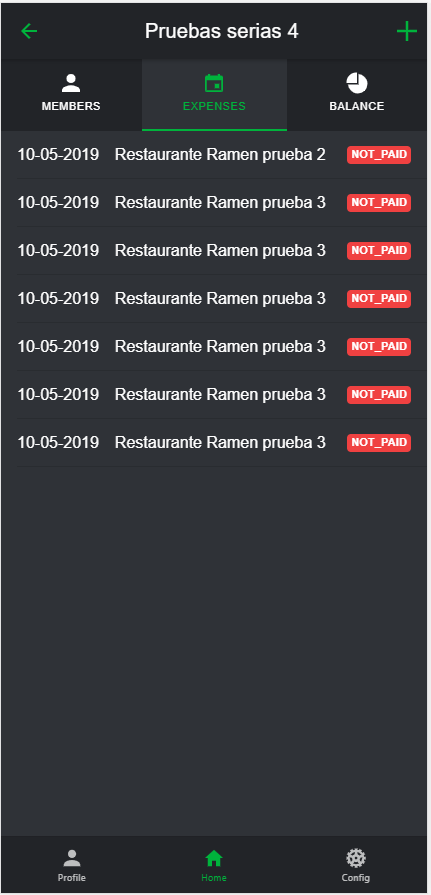 Pruebas serias 4
MEMBERS EXPENSES BALANCE
10-05-2019 Restaurante Ramen prueba 2 NOT_PAID
10-05-2019 Restaurante Ramen prueba 3 NOT_PAID
10-05-2019 Restaurante Ramen prueba 3 NOT_PAID
10-05-2019 Restaurante Ramen prueba 3 NOT_PAID
10-05-2019 Restaurante Ramen prueba 3 NOT_PAID
10-05-2019 Restaurante Ramen prueba 3 NOT_PAID
10-05-2019 Restaurante Ramen prueba 3 NOT_PAID
Profile Home Config